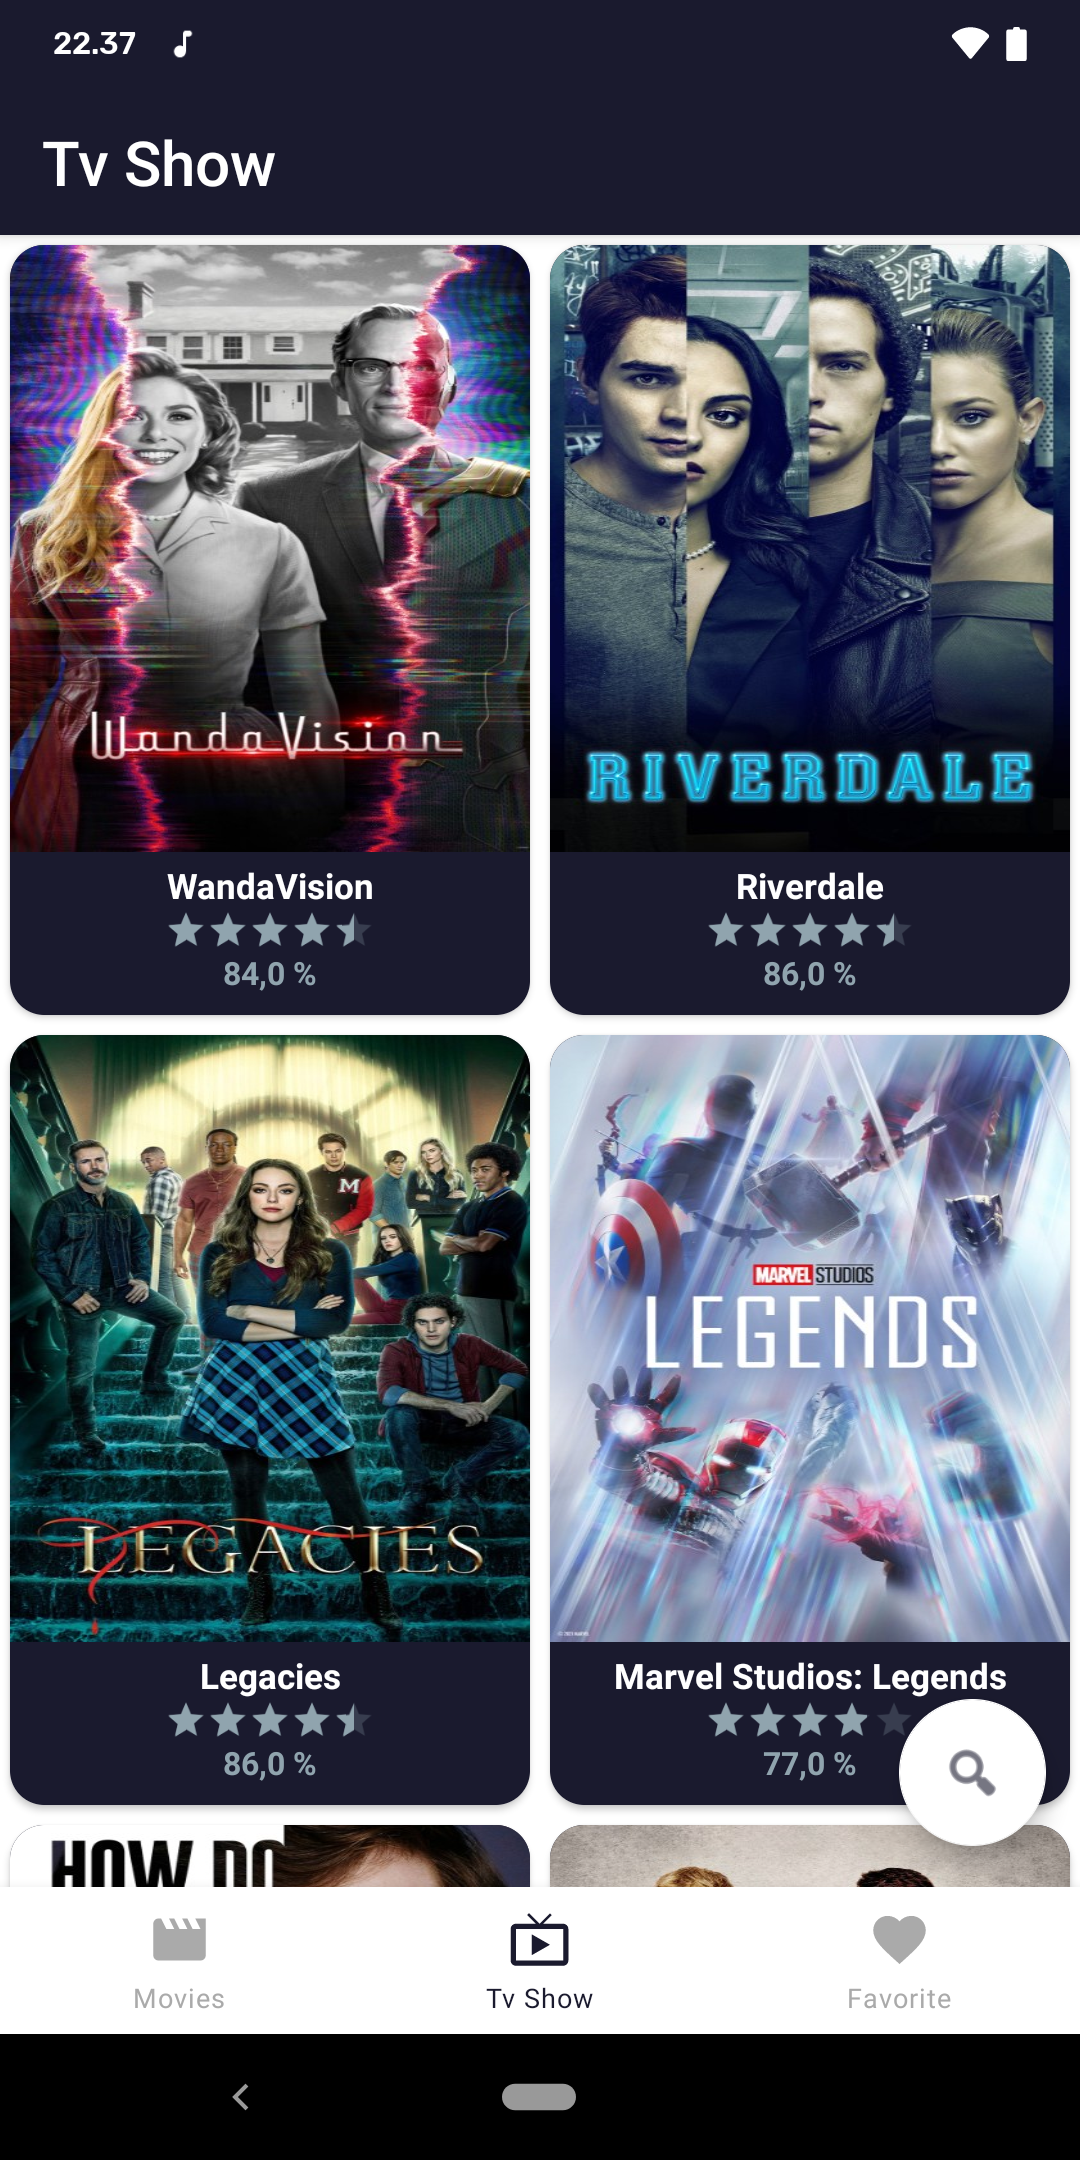 22.37
Tv Show
WandaVision
RIVERDALE
WandaVision
Riverdale
84,0 %
86,0 %
M
MARVEL STUDIOS
LEGENDS
LEGACIES
Legacies
Marvel Studios: Legends
86,0 %
77,0 %
HOW DO
Movies
Tv Show
Favorite